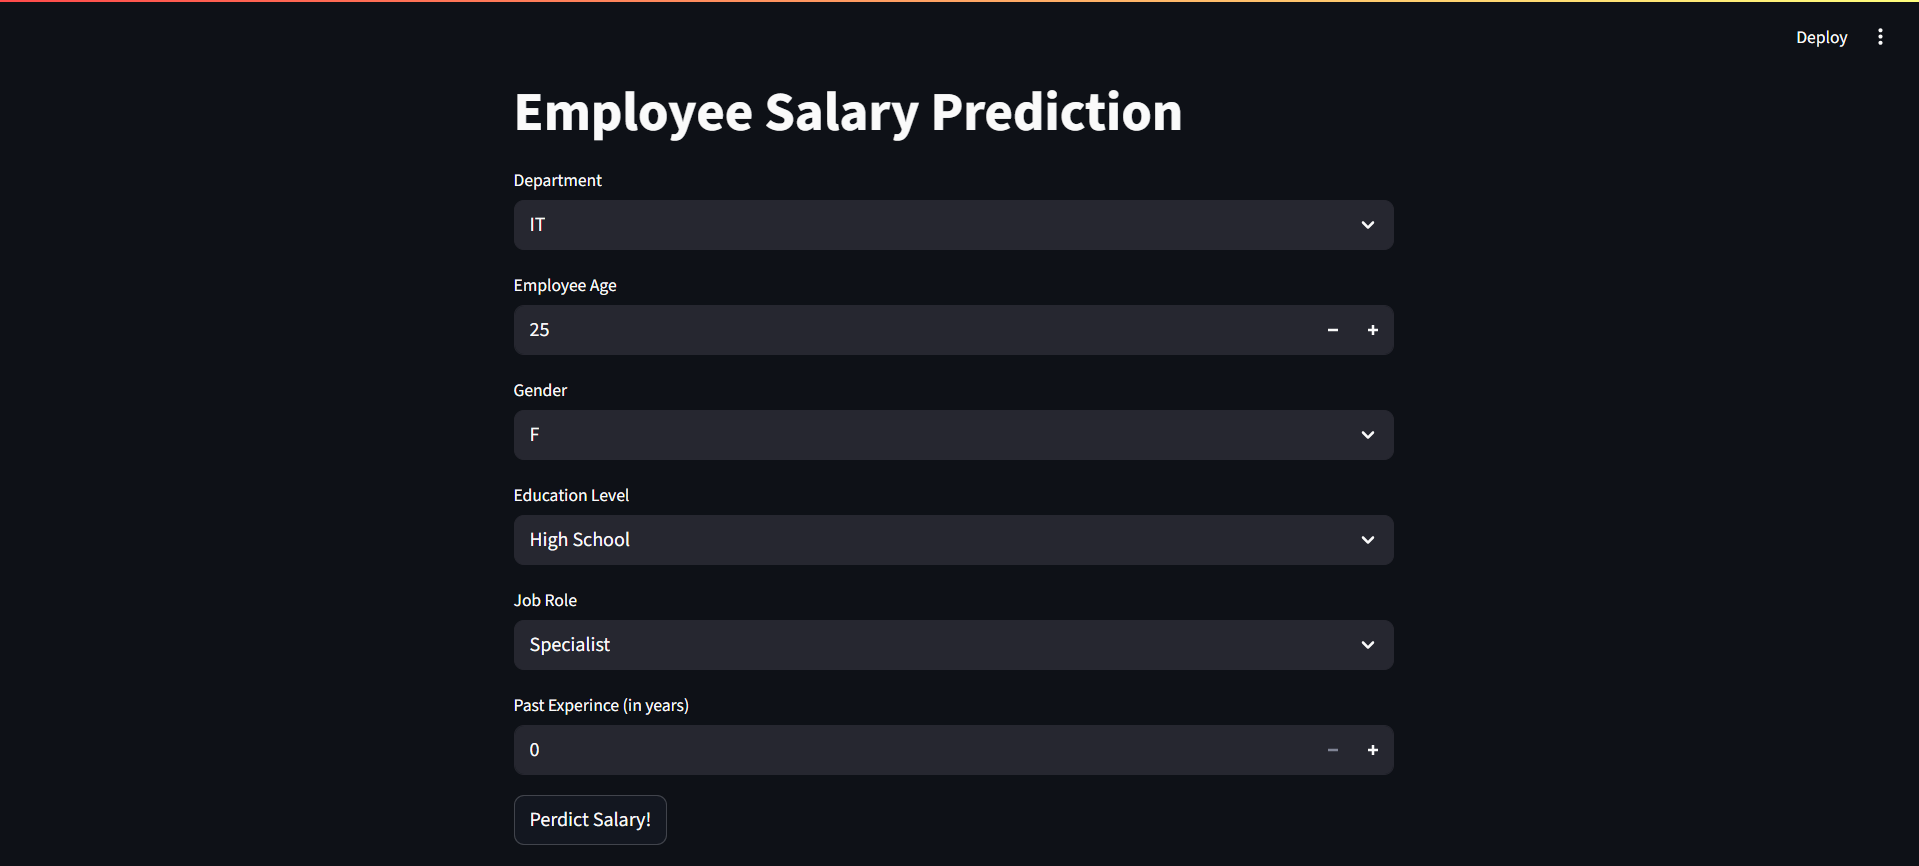 Deploy
Employee Salary Prediction
Department
IT
Employee Age
25
Gender
F
Education Level
High School
Job Role
Specialist
Past Experince (in years)
0
Perdict Salary!